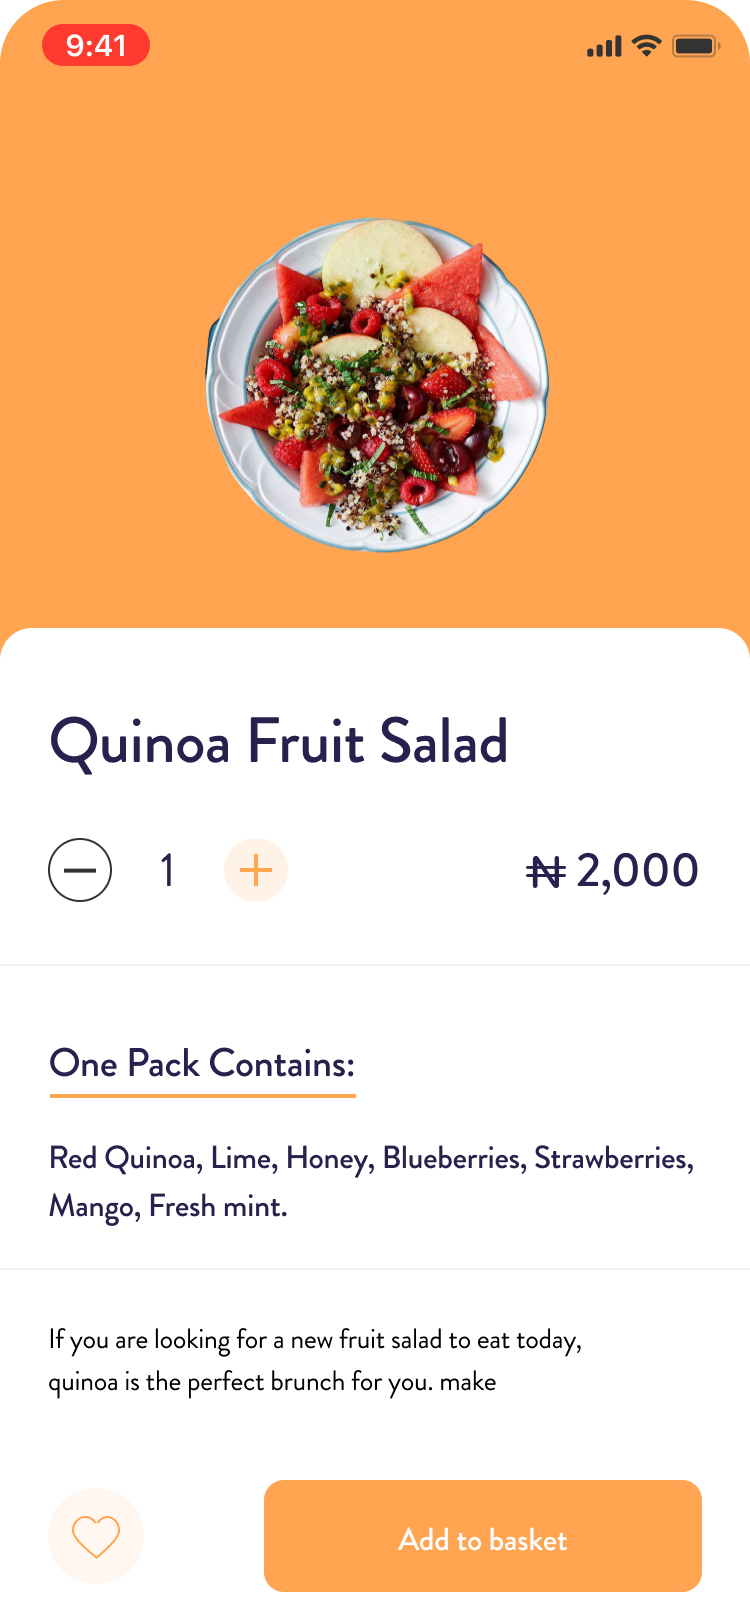 9:41
Quinoa Fruit Salad
1
₦ 2,000
One Pack Contains:
Red Quinoa, Lime, Honey, Blueberries, Strawberries,
Mango, Fresh mint.
If you are looking for a new fruit salad to eat today,
quinoa is the perfect brunch for you. make
Add to basket